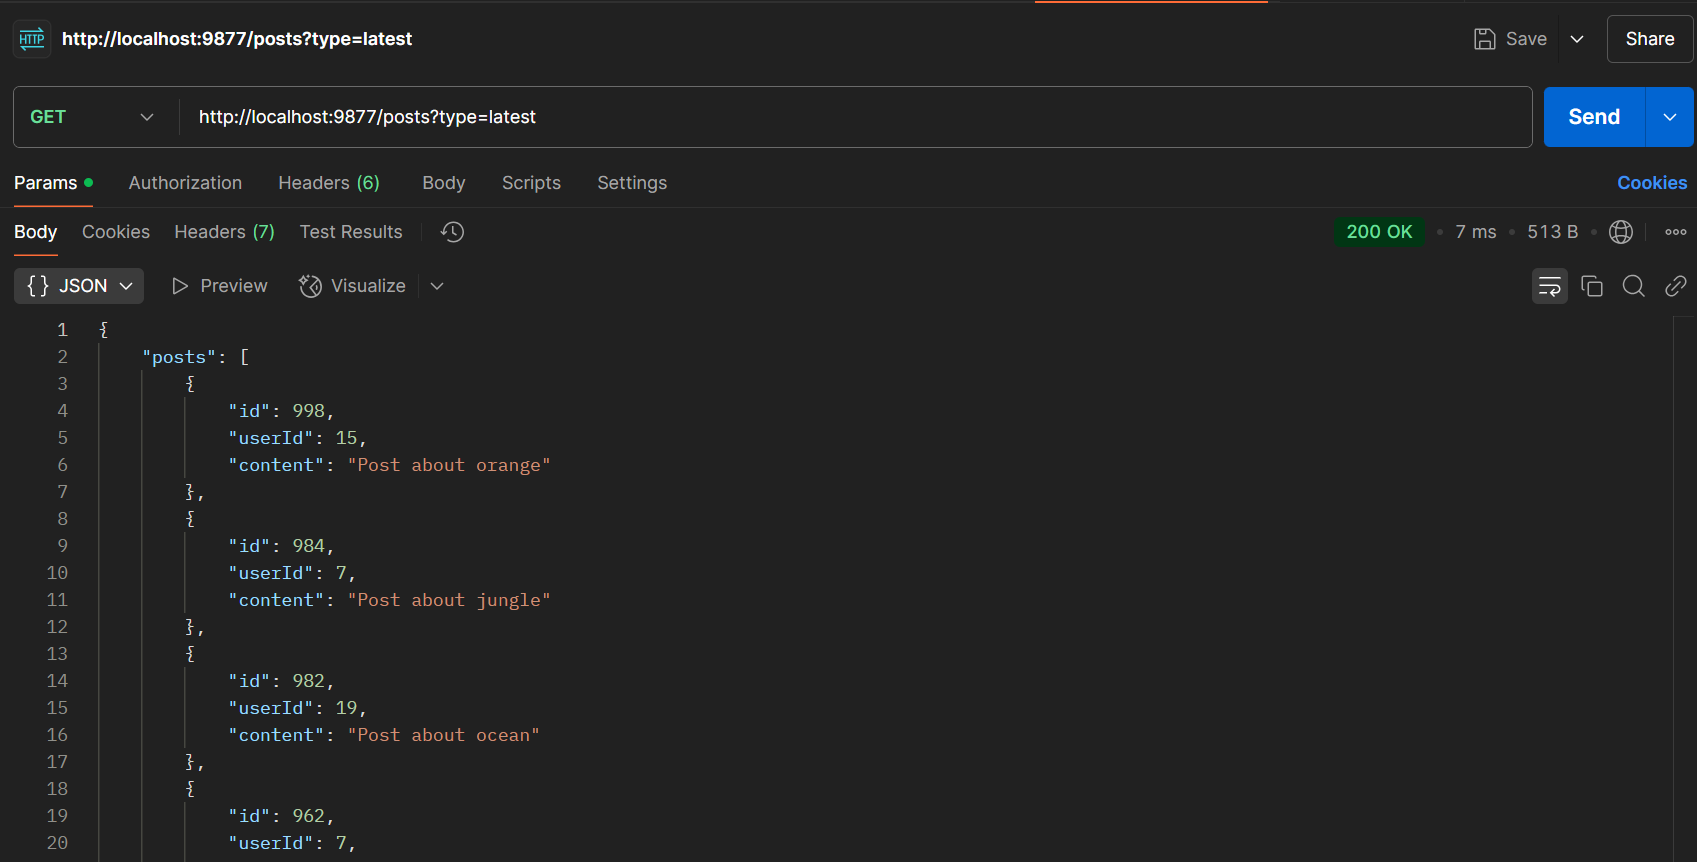 HTTP http://localhost:9877/posts?type=latest Save Share
GET http://localhost:9877/posts?type=latest Send
Params Authorization Headers (6) Body Scripts Settings Cookies
Body Cookies Headers (7) Test Results 200 OK 7 ms 513 B
{} JSON Preview Visualize
1 {
2 "posts": [
3 {
4 "id": 998,
5 "userId": 15,
6 "content": "Post about orange"
7 },
8 {
9 "id": 984,
10 "userId": 7,
11 "content": "Post about jungle"
12 },
13 {
14 "id": 982,
15 "userId": 19,
16 "content": "Post about ocean"
17 },
18 {
19 "id": 962,
20 "userId": 7,